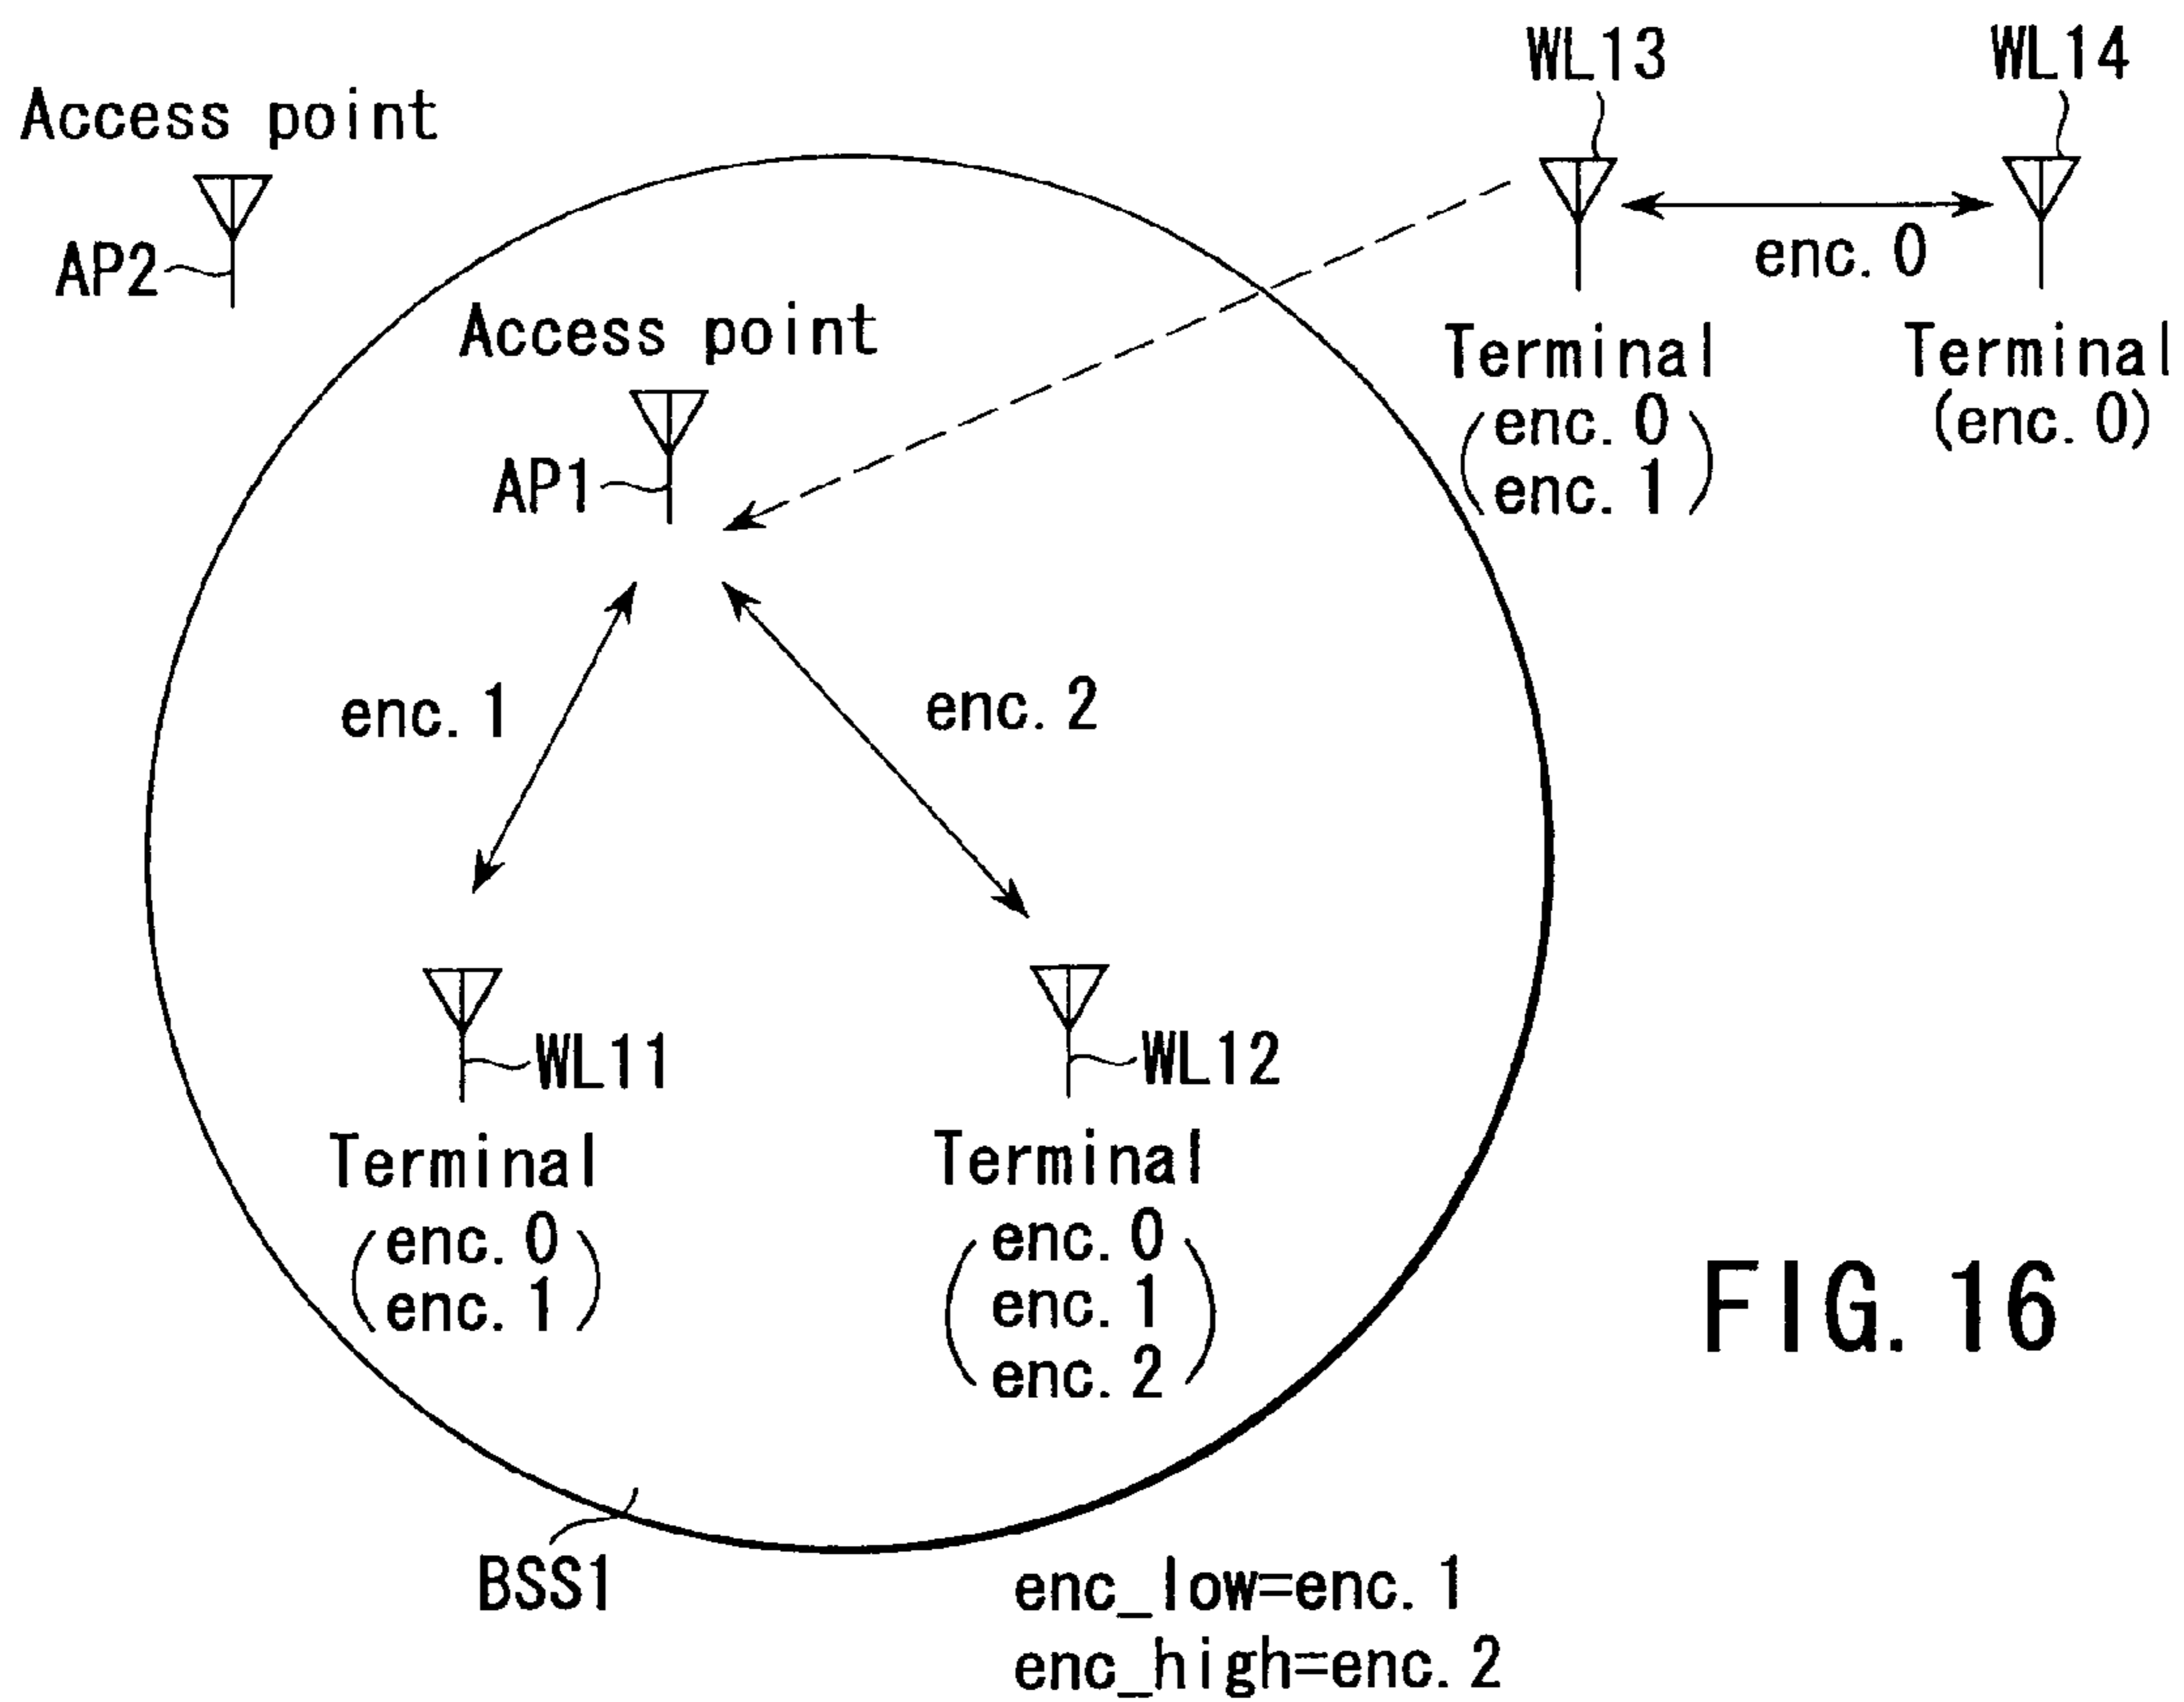 WL13
WL14
Access point
AP2
enc. 0
Access point
Terminal
(enc. 0
enc. 1)
Terminal
(enc. 0)
AP1
enc. 1
enc. 2
WL11
WL12
Terminal
(enc. 0
enc. 1)
Terminal
(enc. 0
enc. 1
enc. 2)
FIG. 16
BSS1
enc_low=enc. 1
enc_high=enc. 2